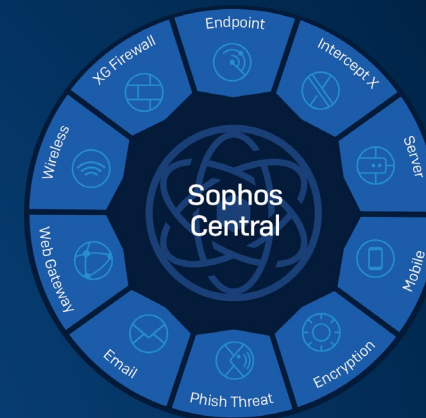 Sophos
Central
Endpoint
Intercept X
Server
Mobile
Encryption
Phish Threat
Email
Web Gateway
Wireless
XG Firewall